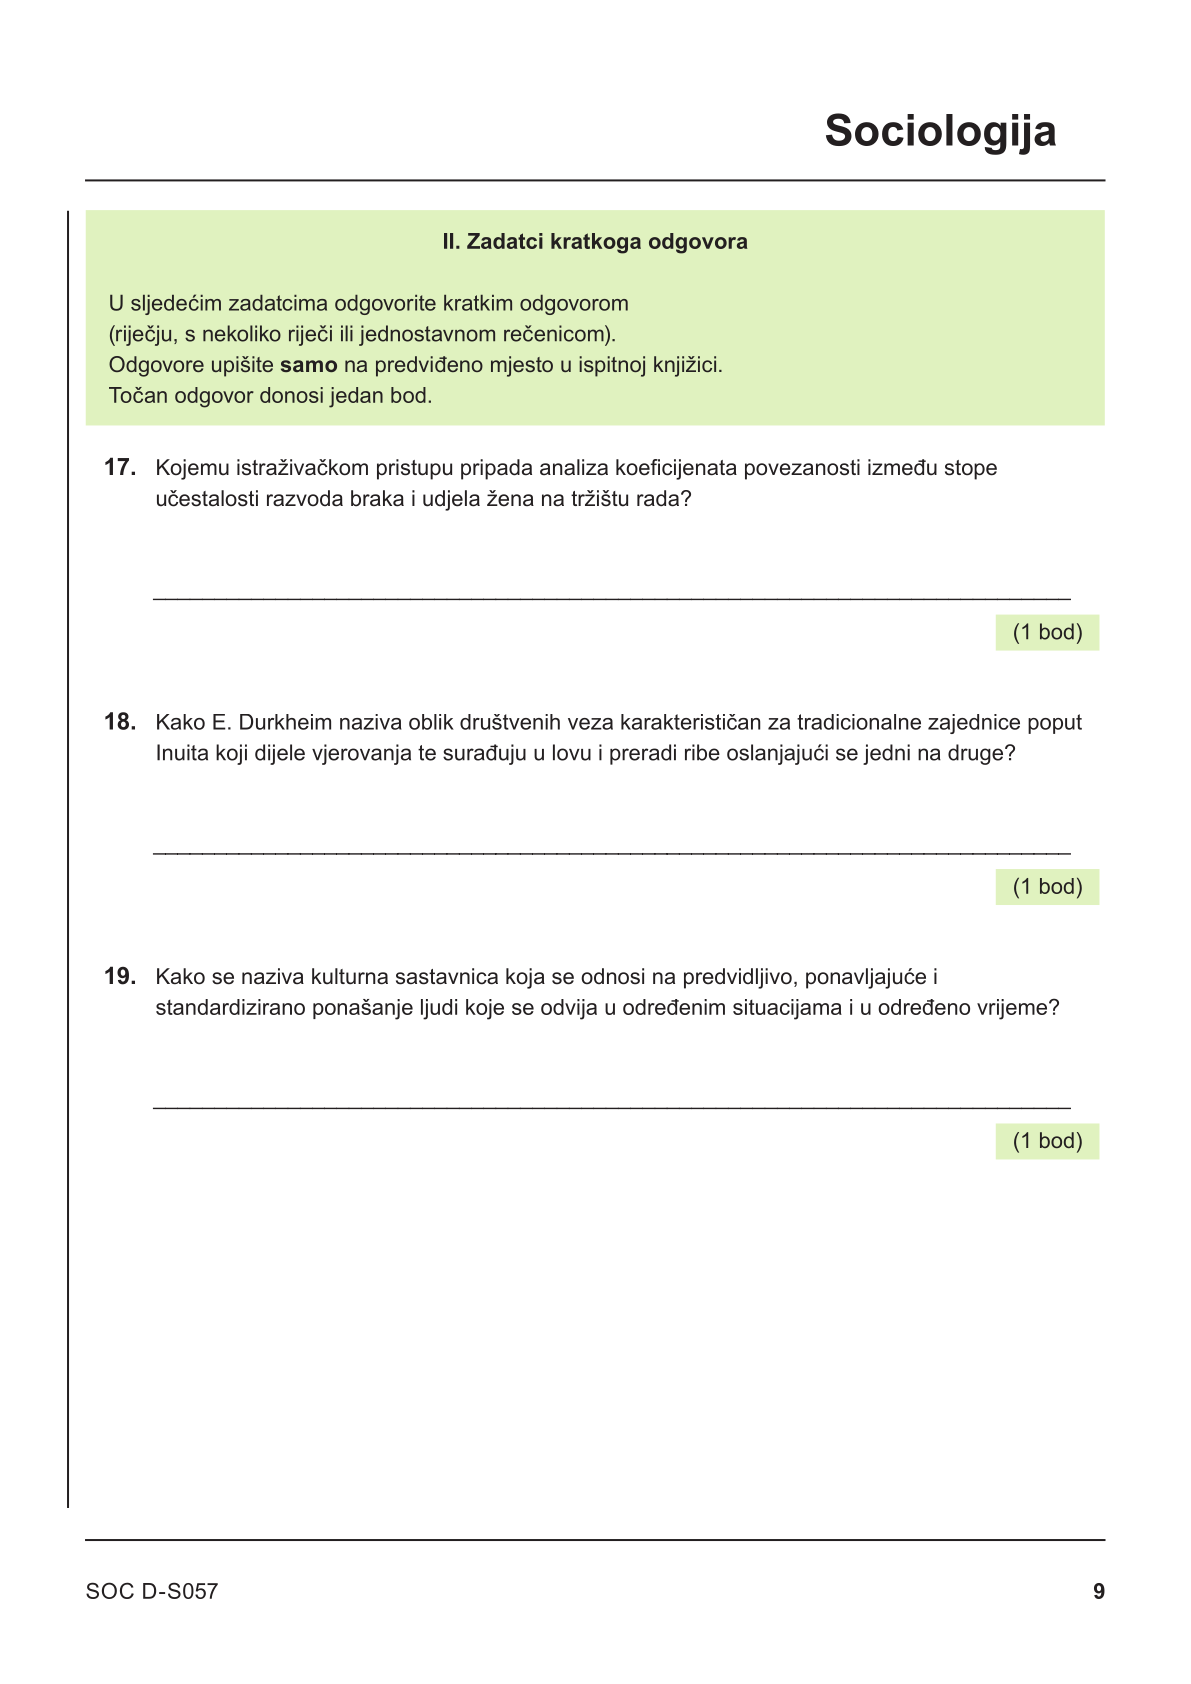 Sociologija
II. Zadatci kratkoga odgovora
U sljedećim zadatcima odgovorite kratkim odgovorom
(riječju, s nekoliko riječi ili jednostavnom rečenicom).
Odgovore upišite samo na predviđeno mjesto u ispitnoj knjižici.
Točan odgovor donosi jedan bod.
17. Kojemu istraživačkom pristupu pripada analiza koeficijenata povezanosti između stope
učestalosti razvoda braka i udjela žena na tržištu rada?
(1 bod)
18. Kako E. Durkheim naziva oblik društvenih veza karakterističan za tradicionalne zajednice poput
Inuita koji dijele vjerovanja te surađuju u lovu i preradi ribe oslanjajući se jedni na druge?
(1 bod)
19. Kako se naziva kulturna sastavnica koja se odnosi na predvidljivo, ponavljajuće i
standardizirano ponašanje ljudi koje se odvija u određenim situacijama i u određeno vrijeme?
(1 bod)
SOC D-S057
9